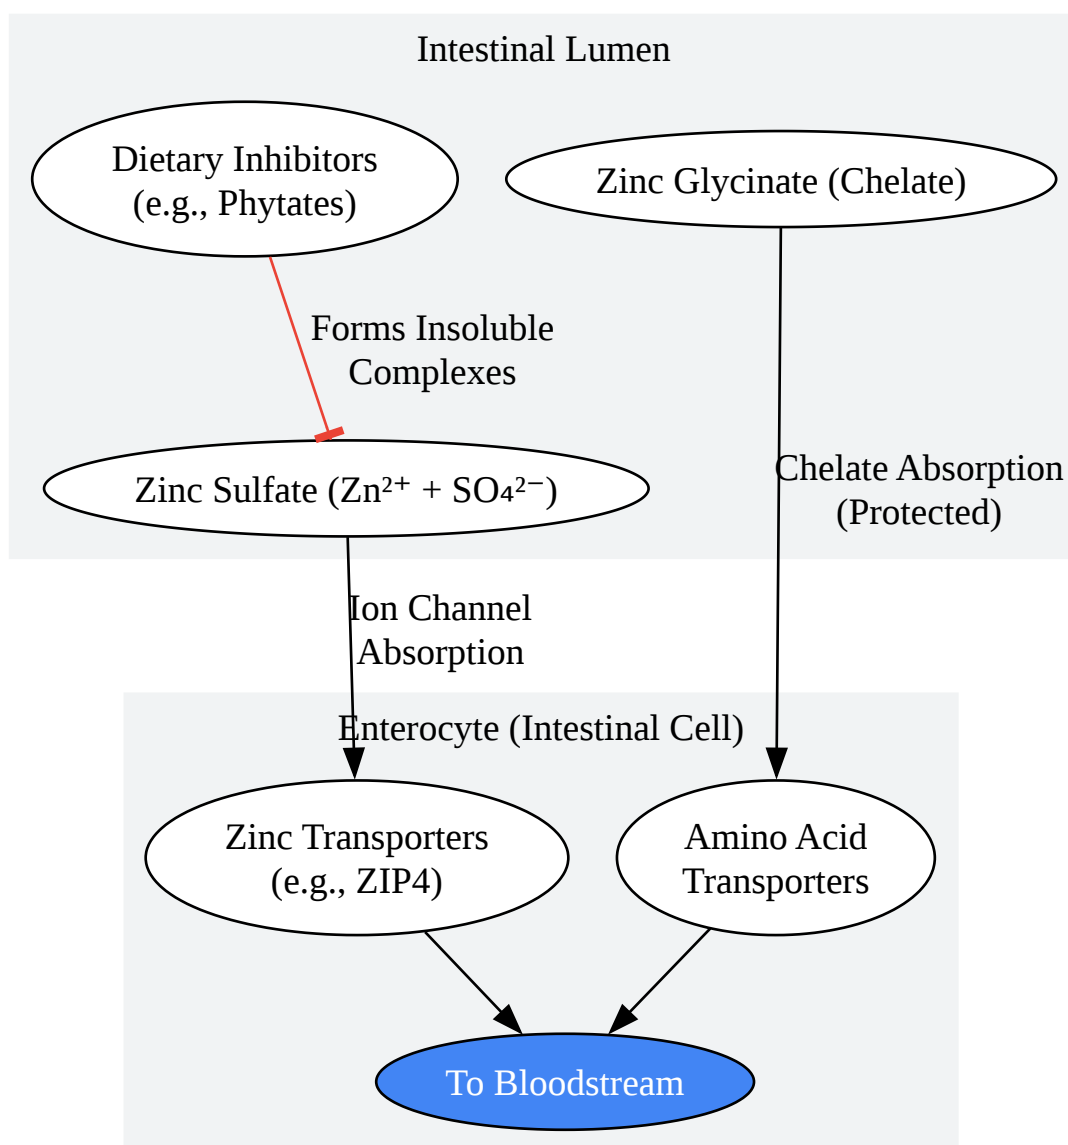 Intestinal Lumen
Dietary Inhibitors
(e.g., Phytates)
Zinc Glycinate (Chelate)
Forms Insoluble
Complexes
Zinc Sulfate (Zn²⁺ + SO₄²⁻)
Chelate Absorption
(Protected)
Ion Channel
Absorption
Enterocyte (Intestinal Cell)
Zinc Transporters
(e.g., ZIP4)
Amino Acid
Transporters
To Bloodstream